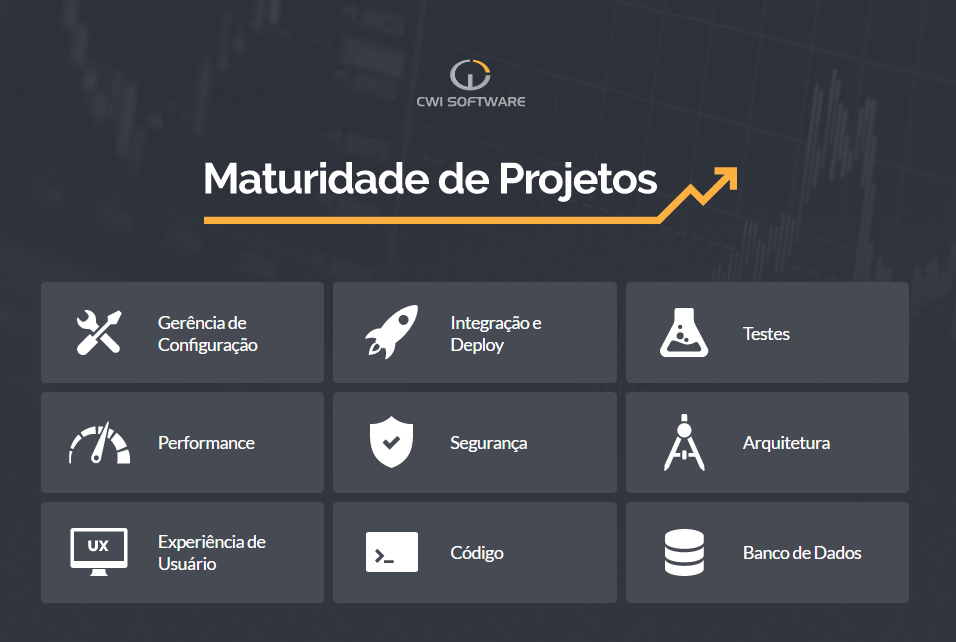 CWI SOFTWARE
Maturidade de Projetos
Gerência de
Configuração
Integração e
Deploy
Testes
Performance
Segurança
Arquitetura
UX
Experiência de
Usuário
>_
Código
Banco de Dados